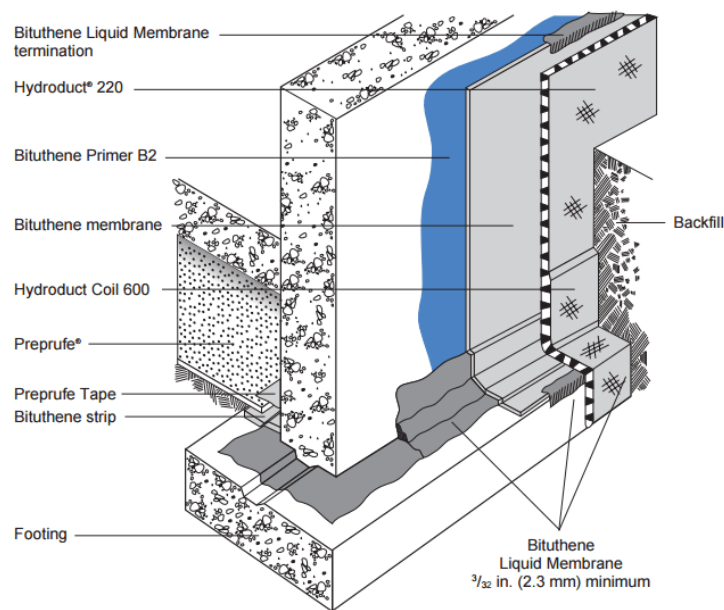 Bituthene Liquid Membrane
termination
Hydroduct® 220
Bituthene Primer B2
Bituthene membrane
Hydroduct Coil 600
Preprufe®
Preprufe Tape
Bituthene strip
Footing
Backfill
Bituthene
Liquid Membrane
3/32 in. (2.3 mm) minimum